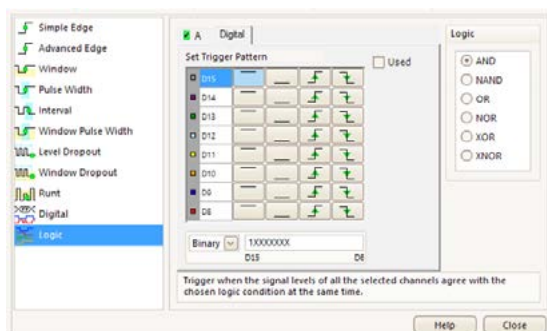 Simple Edge
Advanced Edge
Window
Pulse Width
Interval
Window Pulse Width
Level Dropout
Window Dropout
Runt
Digital
Logic
A
Digital
Set Trigger Pattern
Used
D15
D14
D13
D12
D11
D10
D9
D8
Binary
1XXXXXXX
D15
D8
Logic
AND
NAND
OR
NOR
XOR
XNOR
Trigger when the signal levels of all the selected channels agree with the
chosen logic condition at the same time.
Help
Close